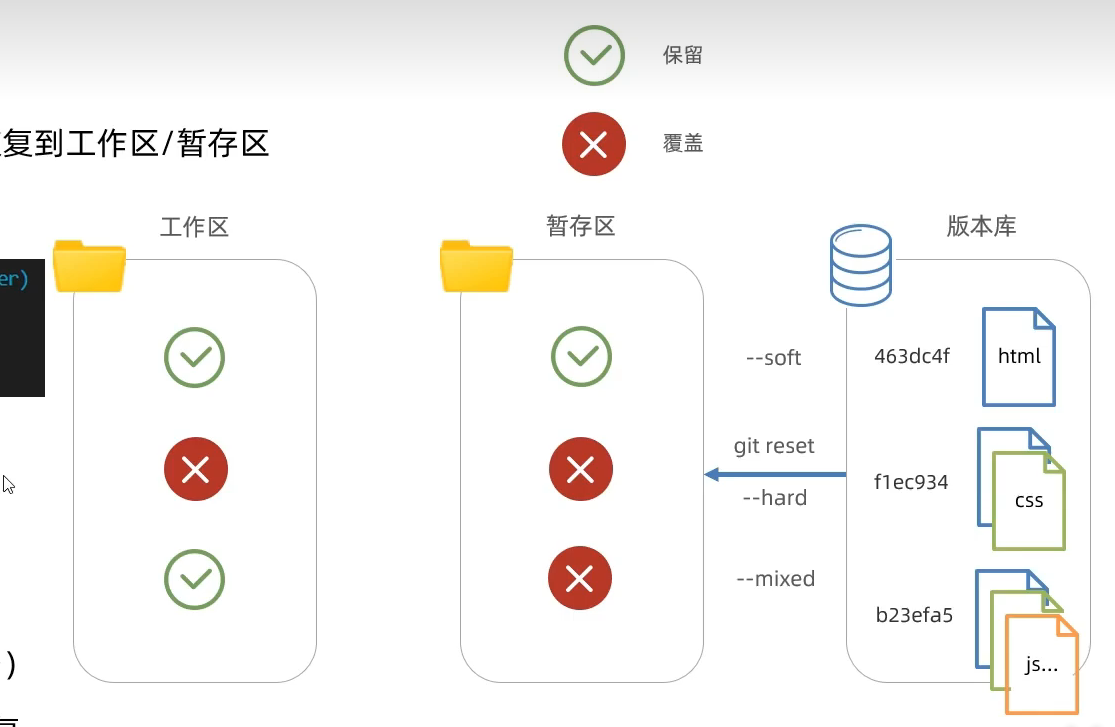 保留
复到工作区/暂存区
覆盖
工作区
暂存区
版本库
er)
--soft
463dc4f
html
git reset
f1ec934
--hard
css
--mixed
b23efa5
)
js...